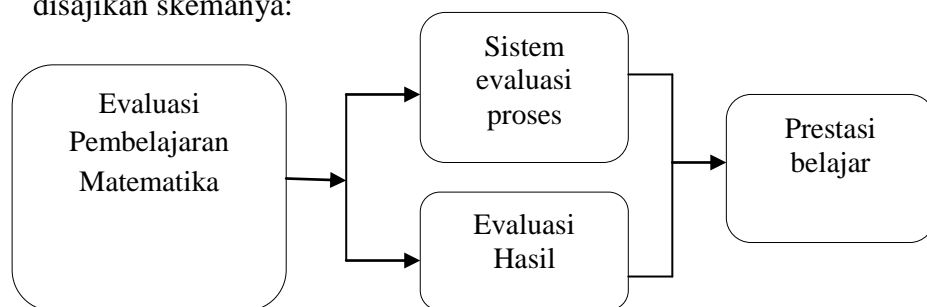 disajikan skemanya:
Evaluasi
Pembelajaran
Matematika
Sistem
evaluasi
proses
Evaluasi
Hasil
Prestasi
belajar